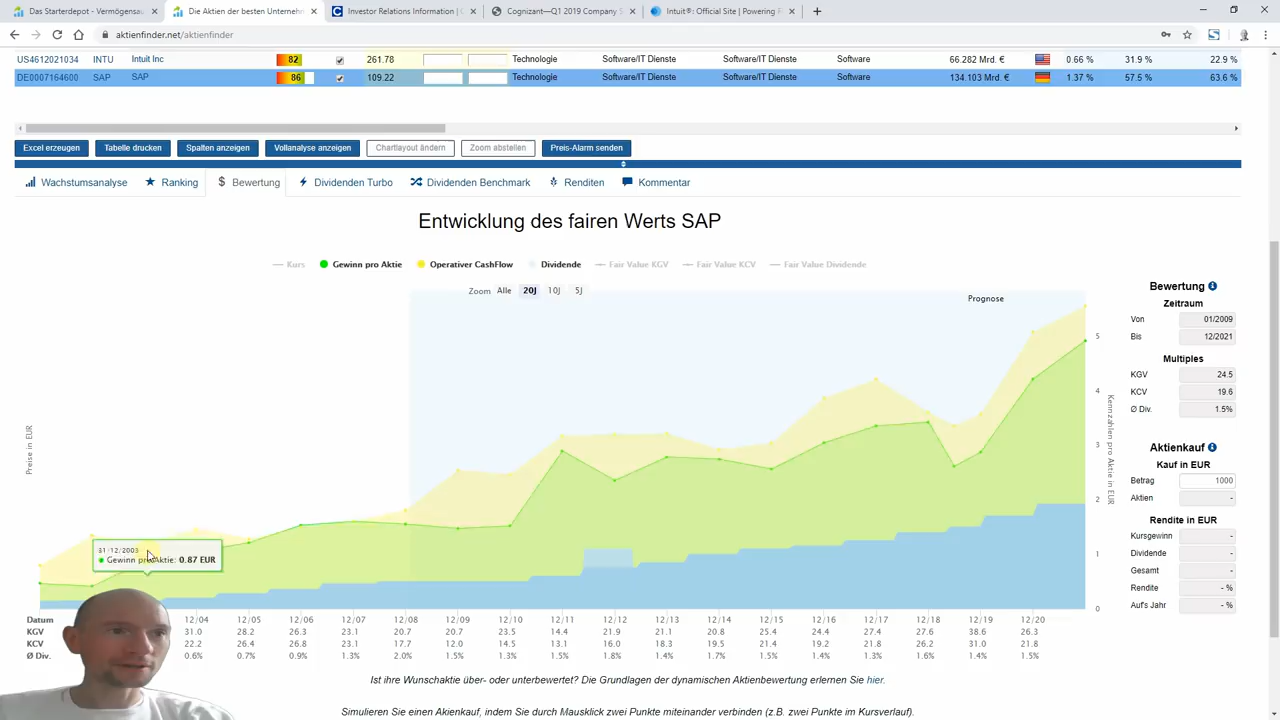 Das Starterdepot - Vermögensau ×
Die Aktien der besten Unternehm ×
Investor Relations Information | C ×
Cognizant—Q1 2019 Company S ×
Intuit®: Official Site | Powering P ×
aktienfinder.net/aktienfinder
US4612021034 INTU Intuit Inc 82 261.78 Technologie Software/IT Dienste Software/IT Dienste Software 66.282 Mrd. € 0.66 % 31.9 % 22.9 %
DE0007164600 SAP SAP 86 109.22 Technologie Software/IT Dienste Software/IT Dienste Software 134.103 Mrd. € 1.37 % 57.5 % 63.6 %
Excel erzeugen Tabelle drucken Spalten anzeigen Vollanalyse anzeigen Chartlayout ändern Zoom abstellen Preis-Alarm senden
Wachstumsanalyse Ranking $ Bewertung Dividenden Turbo Dividenden Benchmark Renditen Kommentar
Entwicklung des fairen Werts SAP
Kurs Gewinn pro Aktie Operativer CashFlow Dividende Fair Value KGV Fair Value KCV Fair Value Dividende
Zoom Alle 20J 10J 5J
Prognose
Preise in EUR
5
4
3
2
1
0
Kennzahlen pro Aktie in EUR
31/12/2003
Gewinn pro Aktie: 0.87 EUR
Datum 12/04 12/05 12/06 12/07 12/08 12/09 12/10 12/11 12/12 12/13 12/14 12/15 12/16 12/17 12/18 12/19 12/20
KGV 31.0 28.2 26.3 23.1 20.7 20.7 23.5 14.4 21.9 21.1 20.8 25.4 24.4 27.4 27.6 38.6 26.3
KCV 22.2 26.4 26.8 23.1 17.7 12.0 14.5 13.1 16.0 18.3 19.5 21.4 19.2 21.8 26.2 31.0 21.8
Ø Div. 0.6% 0.7% 0.9% 1.3% 2.0% 1.5% 1.3% 1.5% 1.8% 1.4% 1.7% 1.5% 1.4% 1.3% 1.6% 1.4% 1.5%
Bewertung
Zeitraum
Von 01/2009
Bis 12/2021
Multiples
KGV 24.5
KCV 19.6
Ø Div. 1.5%
Aktienkauf
Kauf in EUR
Betrag 1000
Aktien -
Rendite in EUR
Kursgewinn -
Dividende -
Gesamt -
Rendite - %
Auf's Jahr - %
Ist ihre Wunschaktie über- oder unterbewertet? Die Grundlagen der dynamischen Aktienbewertung erlernen Sie hier.
Simulieren Sie einen Aktienkauf, indem Sie durch Mausklick zwei Punkte miteinander verbinden (z.B. zwei Punkte im Kursverlauf).